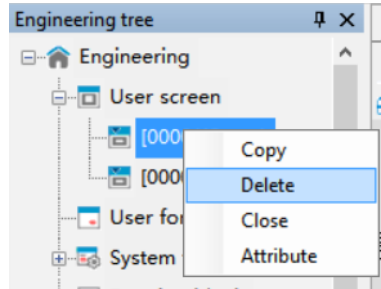 Engineering tree
Engineering
User screen
[000
Copy
[000
Delete
User for
Close
System
Attribute